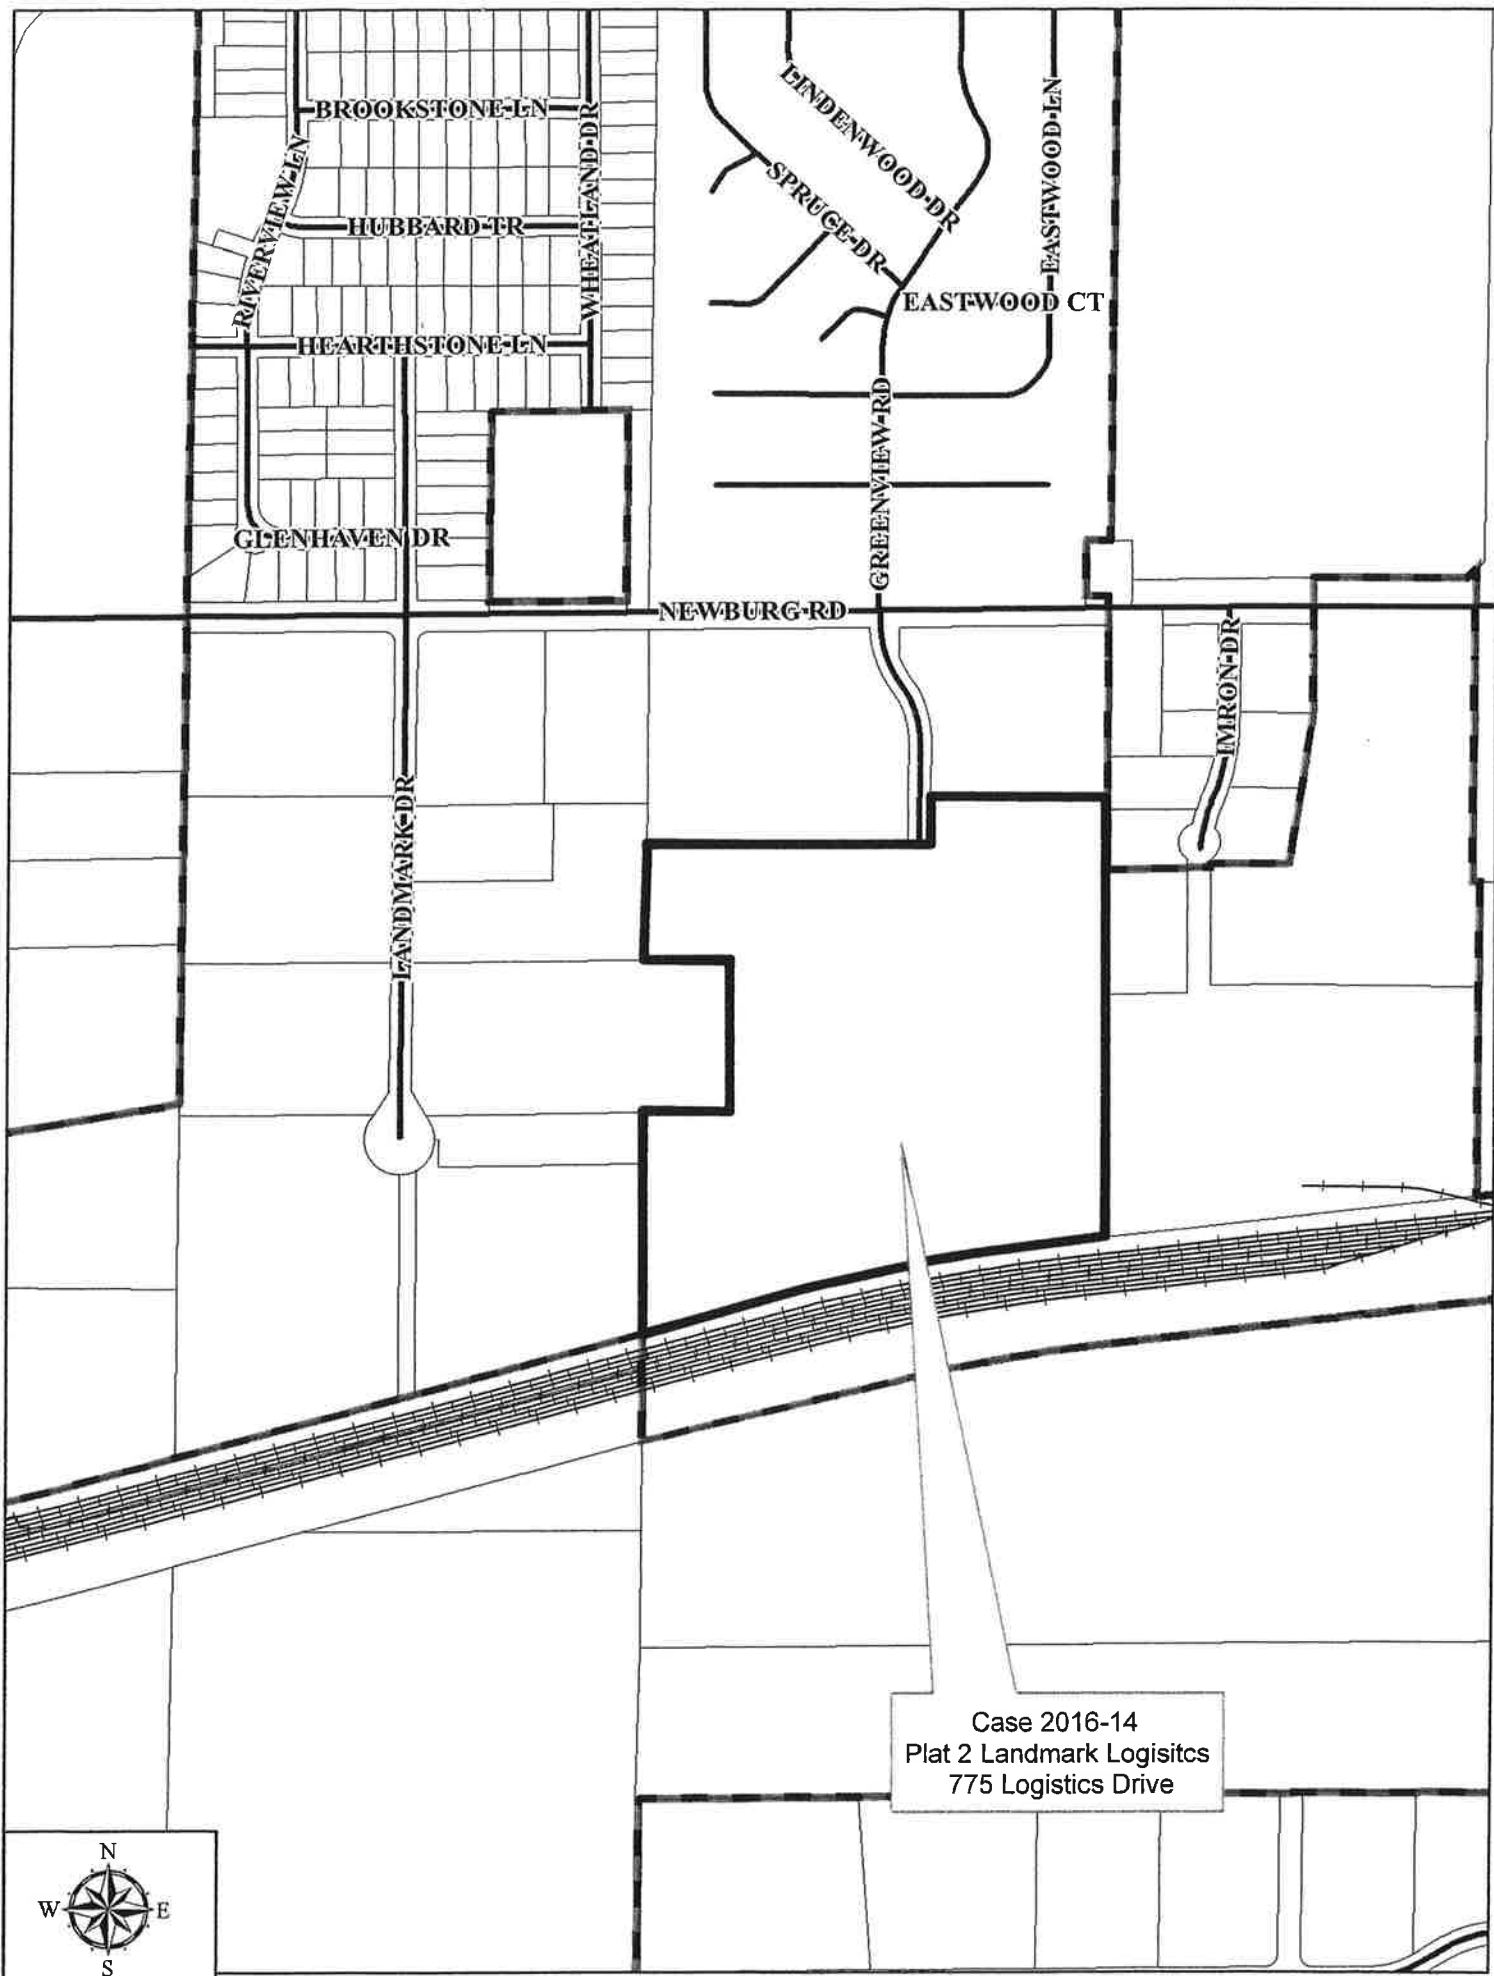 BROOKSTONE LN
LINDENWOOD DR
EASTWOOD LN
WHEATLAND DR
RIVERVIEW LN
SPRUCE DR
HUBBARD TR
EASTWOOD CT
HEARTHSTONE LN
GREENVIEW RD
GLENHAVEN DR
NEWBURG RD
IMRON DR
LANDMARK DR
Case 2016-14
Plat 2 Landmark Logisitcs
775 Logistics Drive
N
W E
S